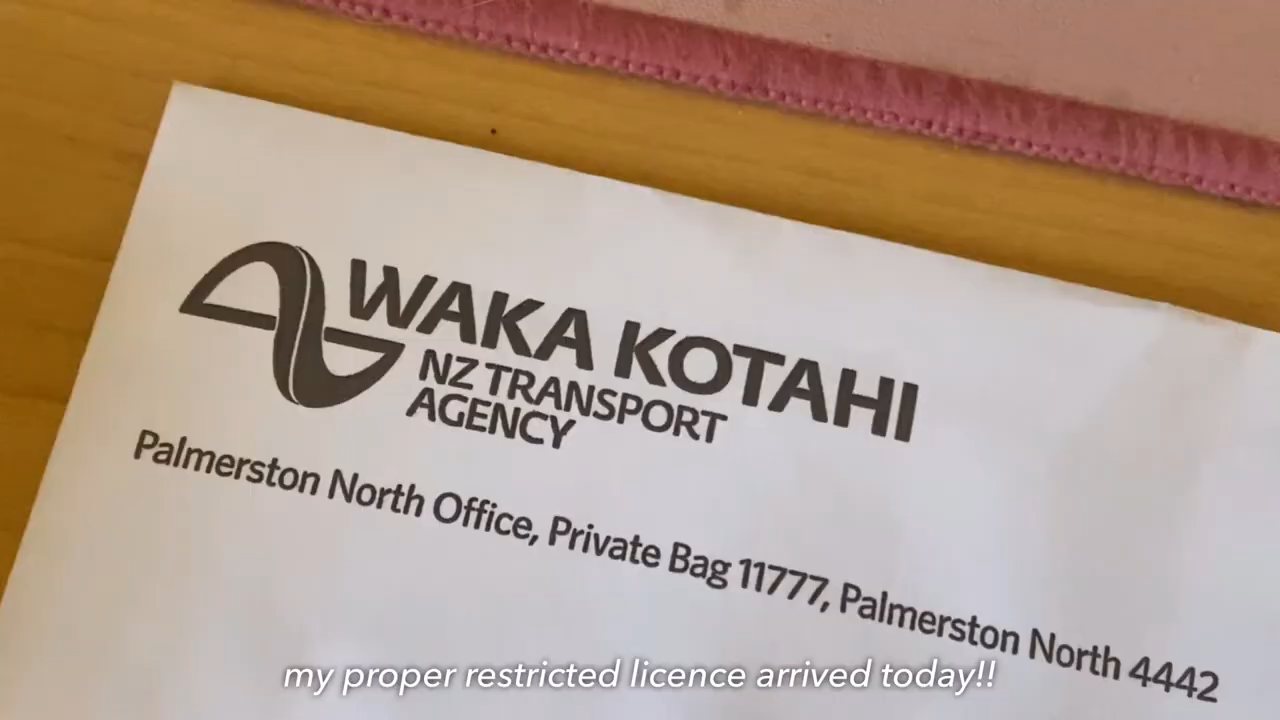 WAKA KOTAHI
NZ TRANSPORT
AGENCY
Palmerston North Office, Private Bag 11777, Palmerston North 4442
my proper restricted licence arrived today!!